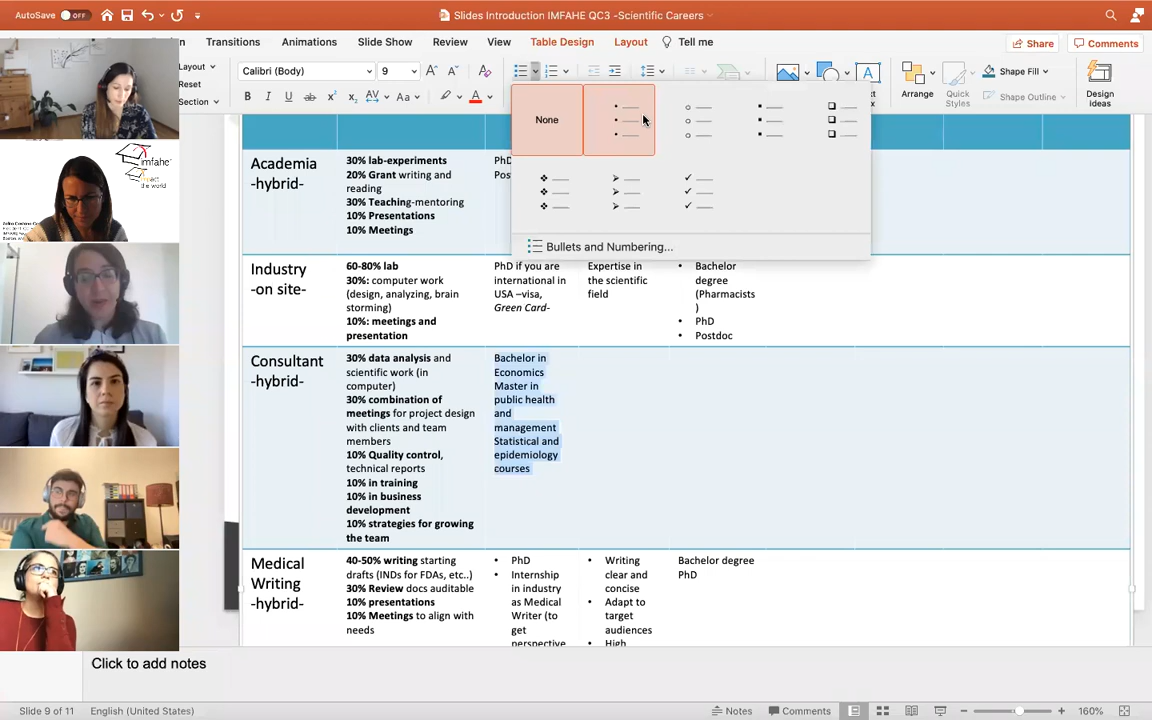 AutoSave OFF
Slides Introduction IMFAHE QC3 -Scientific Careers
Transitions Animations Slide Show Review View Table Design Layout Tell me
Share Comments
Layout
Reset
Section
Calibri (Body) 9
Arrange
Quick Styles
Shape Fill
Shape Outline
Design Ideas
None
Bullets and Numbering...
imfahe
the world
Academia
-hybrid-
30% lab-experiments
20% Grant writing and
reading
30% Teaching-mentoring
10% Presentations
10% Meetings
Industry
-on site-
60-80% lab
30%: computer work
(design, analyzing, brain
storming)
10%: meetings and
presentation
PhD if you are
international in
USA –visa,
Green Card-
Expertise in
the scientific
field
• Bachelor
degree
(Pharmacists
)
• PhD
• Postdoc
Consultant
-hybrid-
30% data analysis and
scientific work (in
computer)
30% combination of
meetings for project design
with clients and team
members
10% Quality control,
technical reports
10% in training
10% in business
development
10% strategies for growing
the team
Bachelor in
Economics
Master in
public health
and
management
Statistical and
epidemiology
courses
Medical
Writing
-hybrid-
40-50% writing starting
drafts (INDs for FDAs, etc..)
30% Review docs auditable
10% presentations
10% Meetings to align with
needs
• PhD
• Internship
in industry
as Medical
Writer (to
get
perspective
• Writing
clear and
concise
• Adapt to
target
audiences
• High
Bachelor degree
PhD
Click to add notes
Slide 9 of 11 English (United States) Notes Comments 160%